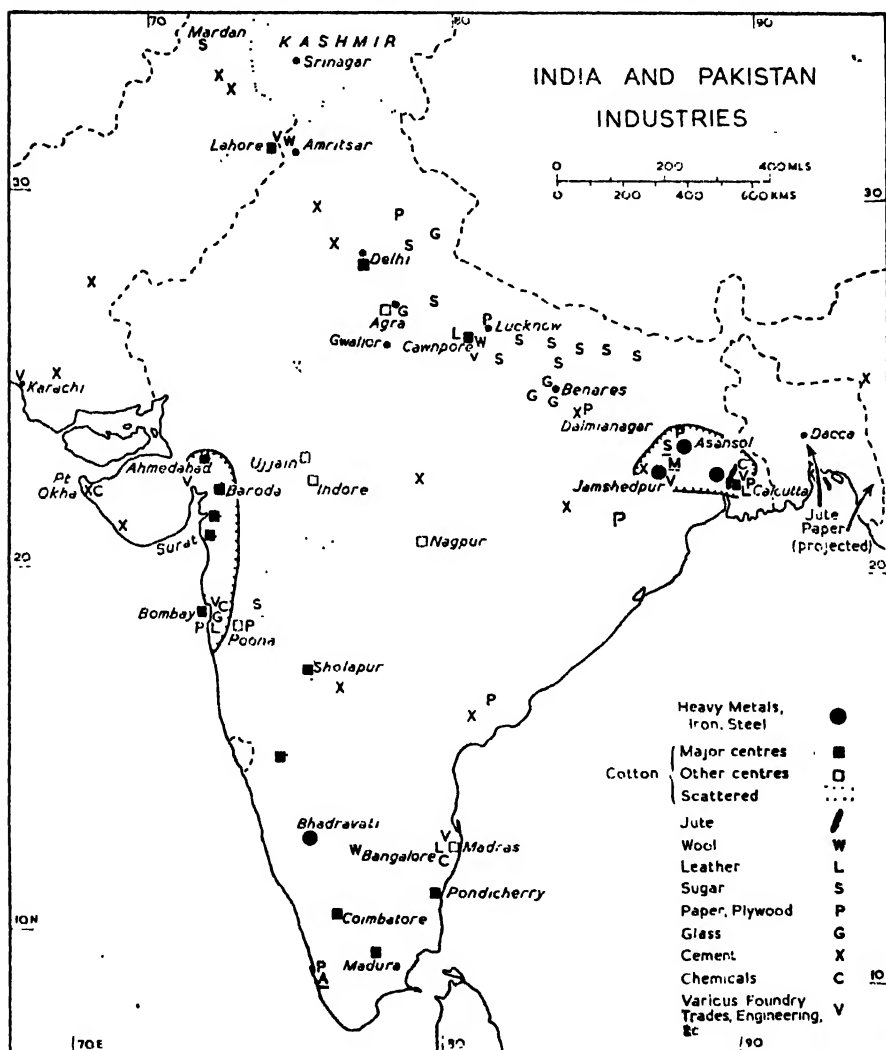 70
80
90
Mardan
S
KASHMIR
Srinagar
X
X
INDIA AND PAKISTAN
INDUSTRIES
0 200 400 MLS
0 200 400 600 KMS
V W
Lahore
Amritsar
30
30
X
P
G
X
S
Delhi
X
S
G
Agra
P
Lucknow
L
W
Gwalior
Cawnpore
V
S
S
S
S
S
S
S
V
Karachi
X
G
Benares
G
G
X P
Dalmianagar
X
P
Asansol
S
M
X
V
Jamshedpur
C
V
P
L
Calcutta
Dacca
Jute
Paper
(projected)
Ahmedabad
Ujjain
Pt
Okha
X C
V
Baroda
Indore
X
X
P
X
Surat
Nagpur
20
20
V C
S
Bombay
G
P L
P
Poona
Sholapur
X
P
X
Bhadravati
W
Bangalore
V
L
C
Madras
Pondicherry
Coimbatore
Madura
P
A
10N
10
Heavy Metals,
Iron, Steel
Cotton
Major centres
Other centres
Scattered
Jute
Wool W
Leather L
Sugar S
Paper, Plywood P
Glass G
Cement X
Chemicals C
Various Foundry
Trades, Engineering, V
&c
70E
80
90